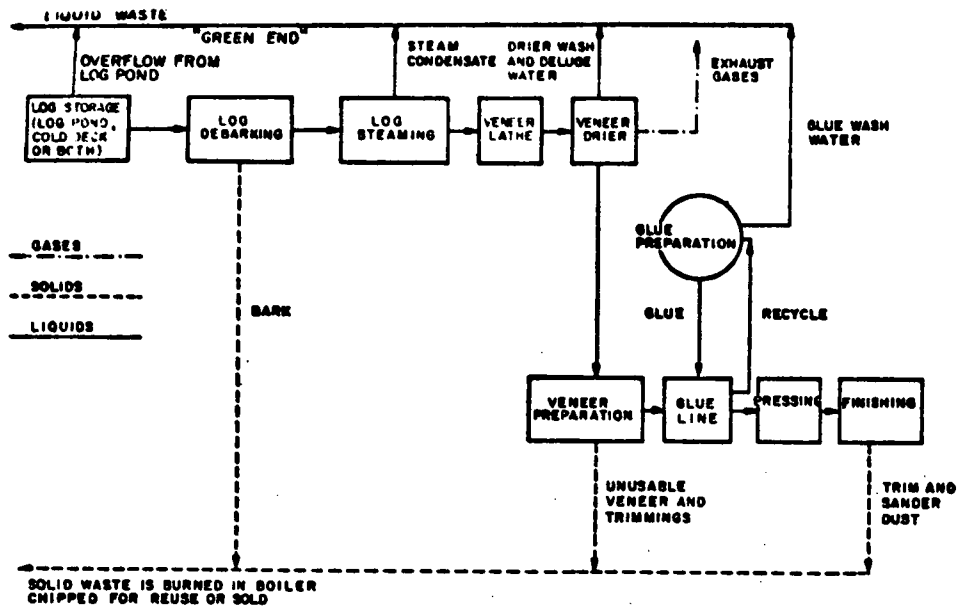 LIQUID WASTE
"GREEN END"
OVERFLOW FROM
LOG POND
STEAM
CONDENSATE
DRIER WASH
AND DELUGE
WATER
EXHAUST
GASES
LOG STORAGE
(LOG POND,
COLD DECK
OR BOTH)
LOG
DEBARKING
LOG
STEAMING
VENEER
LATHE
VENEER
DRIER
GLUE WASH
WATER
GLUE
PREPARATION
GASES
SOLIDS
LIQUIDS
BARK
GLUE
RECYCLE
VENEER
PREPARATION
GLUE
LINE
PRESSING
FINISHING
UNUSABLE
VENEER AND
TRIMMINGS
TRIM AND
SANDER
DUST
SOLID WASTE IS BURNED IN BOILER
CHIPPED FOR REUSE OR SOLD